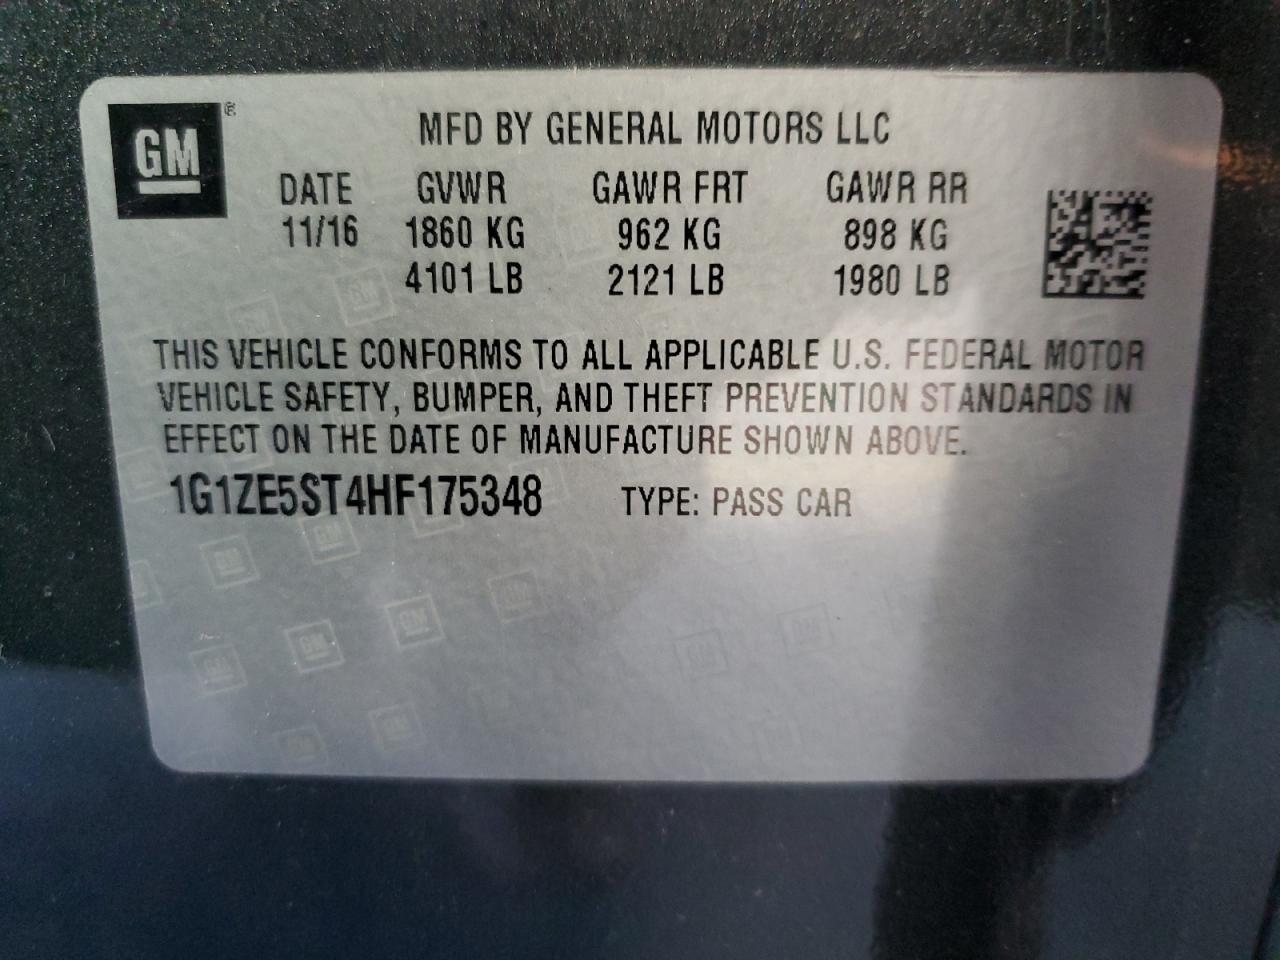 GM®
MFD BY GENERAL MOTORS LLC
DATE GVWR GAWR FRT GAWR RR
11/16 1860 KG 962 KG 898 KG
4101 LB 2121 LB 1980 LB
THIS VEHICLE CONFORMS TO ALL APPLICABLE U.S. FEDERAL MOTOR
VEHICLE SAFETY, BUMPER, AND THEFT PREVENTION STANDARDS IN
EFFECT ON THE DATE OF MANUFACTURE SHOWN ABOVE.
1G1ZE5ST4HF175348 TYPE: PASS CAR